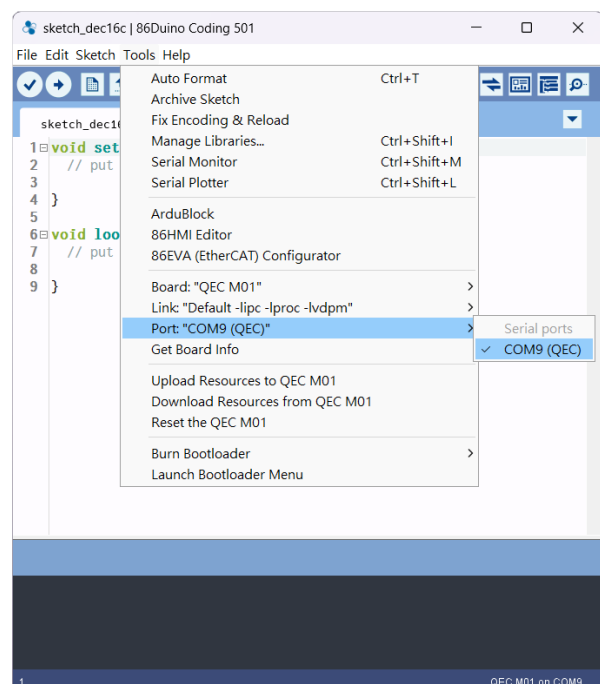 sketch_dec16c | 86Duino Coding 501
File Edit Sketch Tools Help
sketch_dec16
Auto Format Ctrl+T
Archive Sketch
Fix Encoding & Reload
Manage Libraries... Ctrl+Shift+I
Serial Monitor Ctrl+Shift+M
Serial Plotter Ctrl+Shift+L
ArduBlock
86HMI Editor
86EVA (EtherCAT) Configurator
Board: "QEC M01"
Link: "Default -lipc -lproc -lvdpm"
Port: "COM9 (QEC)"
Get Board Info
Upload Resources to QEC M01
Download Resources from QEC M01
Reset the QEC M01
Burn Bootloader
Launch Bootloader Menu
Serial ports
✓ COM9 (QEC)
1 void set
2 // put
3
4 }
5
6 void loo
7 // put
8
9 }
1 QEC M01 on COM9